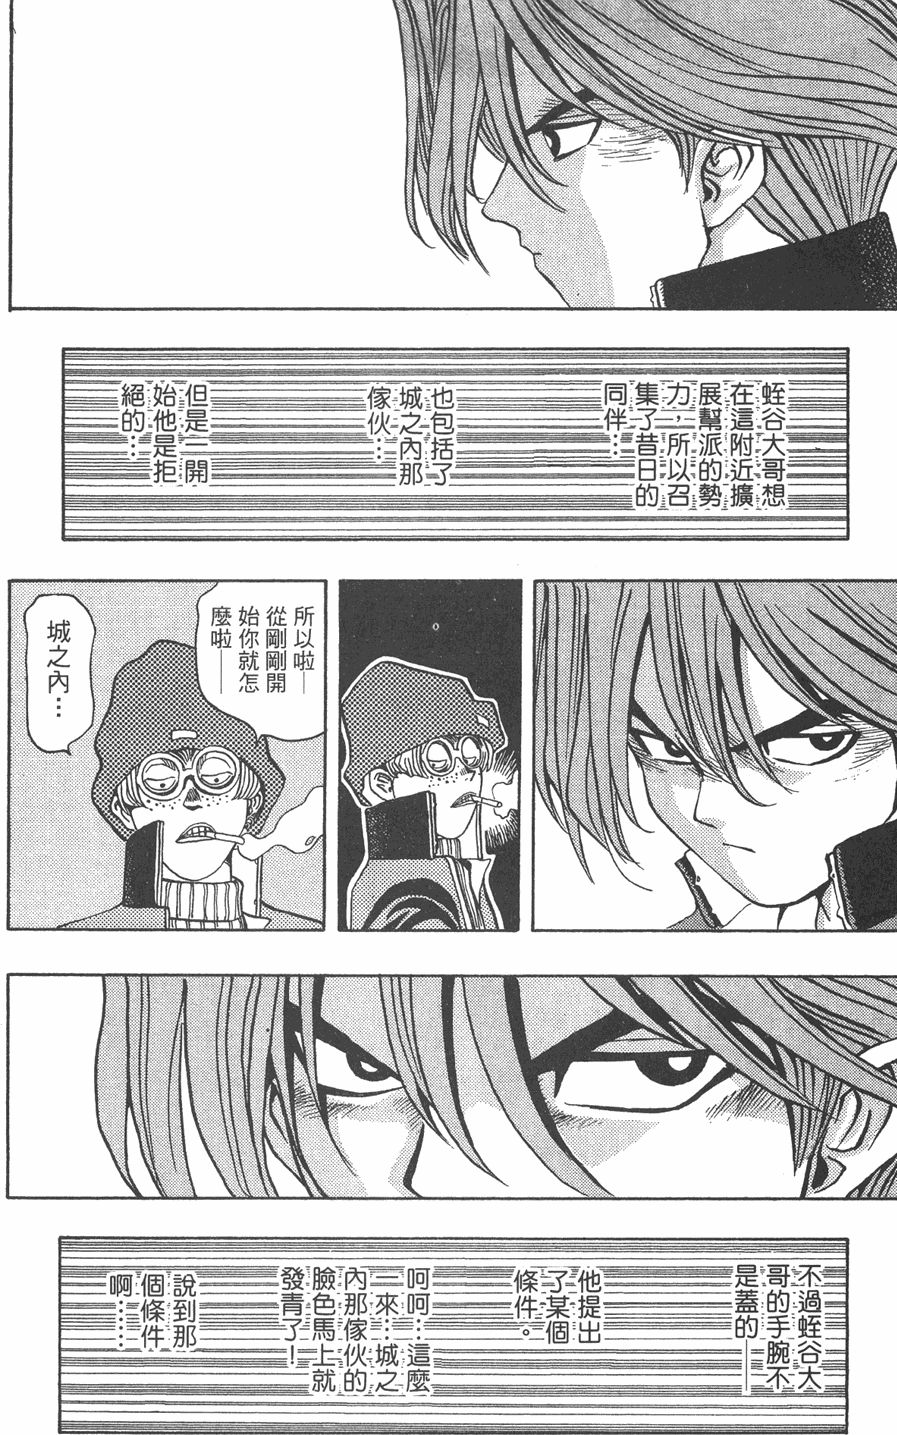 蛭谷大哥想
在這附近擴
展幫派的勢
力，所以召
集了昔日的
同伴…
也包括了
城之內那
傢伙…
但是一開
始他是拒
絕的…
所以啦—
從剛剛開
始你就怎
麼啦—
城之內…
不過蛭谷大
哥的手腕不
是蓋的—
他提出
了某個
條件。
呵呵…這麼
一來…城之
內那傢伙的
臉色馬上就
發青了！
說到那
個條件
啊……